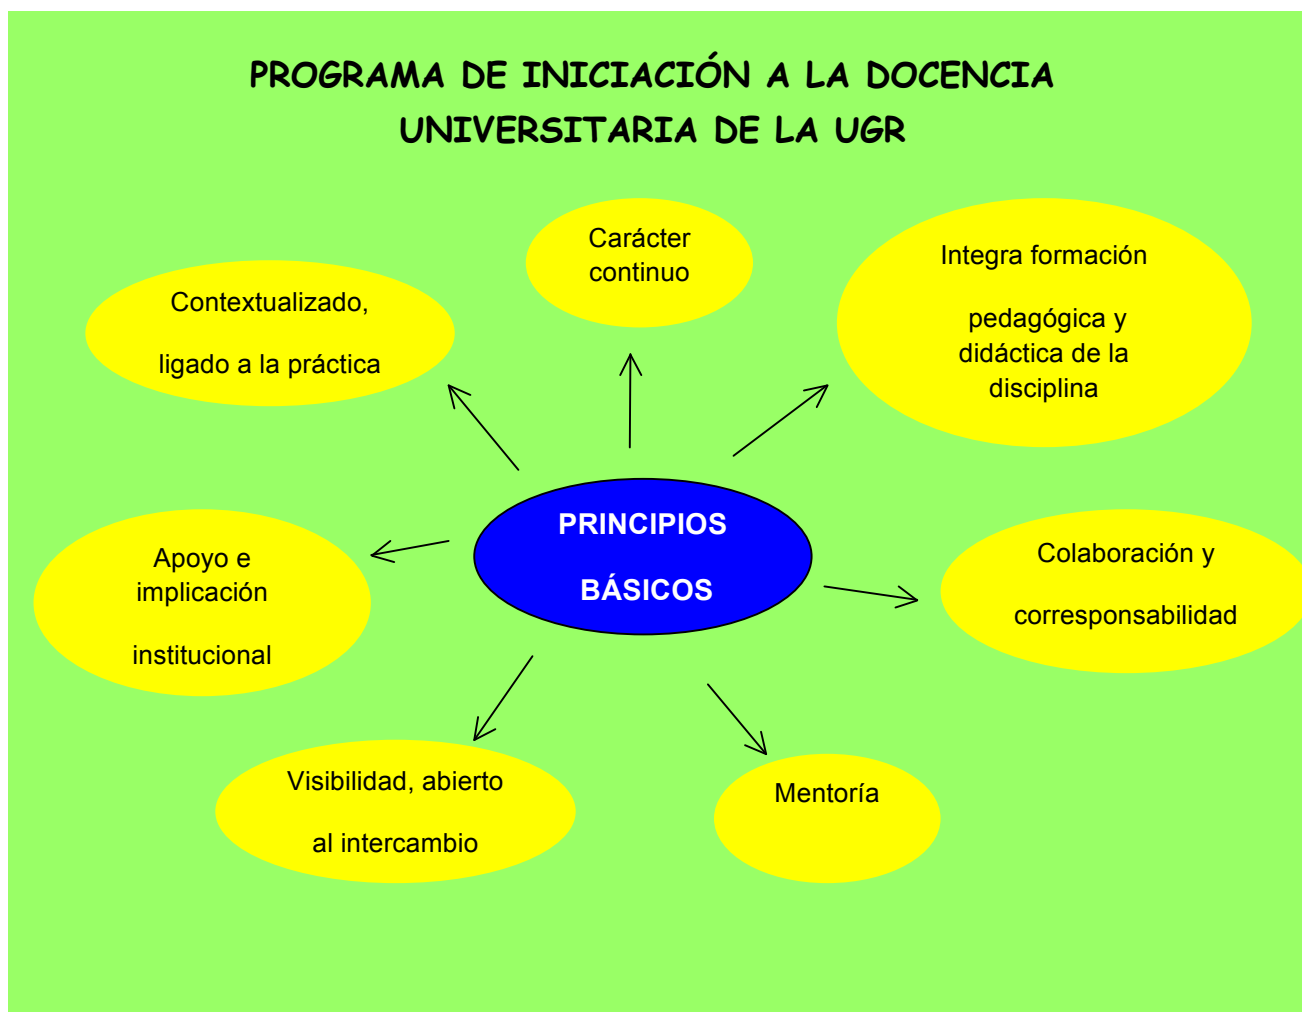 PROGRAMA DE INICIACIÓN A LA DOCENCIA
UNIVERSITARIA DE LA UGR
Carácter
continuo
Integra formación
pedagógica y
didáctica de la
disciplina
Contextualizado,
ligado a la práctica
PRINCIPIOS
BÁSICOS
Apoyo e
implicación
institucional
Colaboración y
corresponsabilidad
Visibilidad, abierto
al intercambio
Mentoría